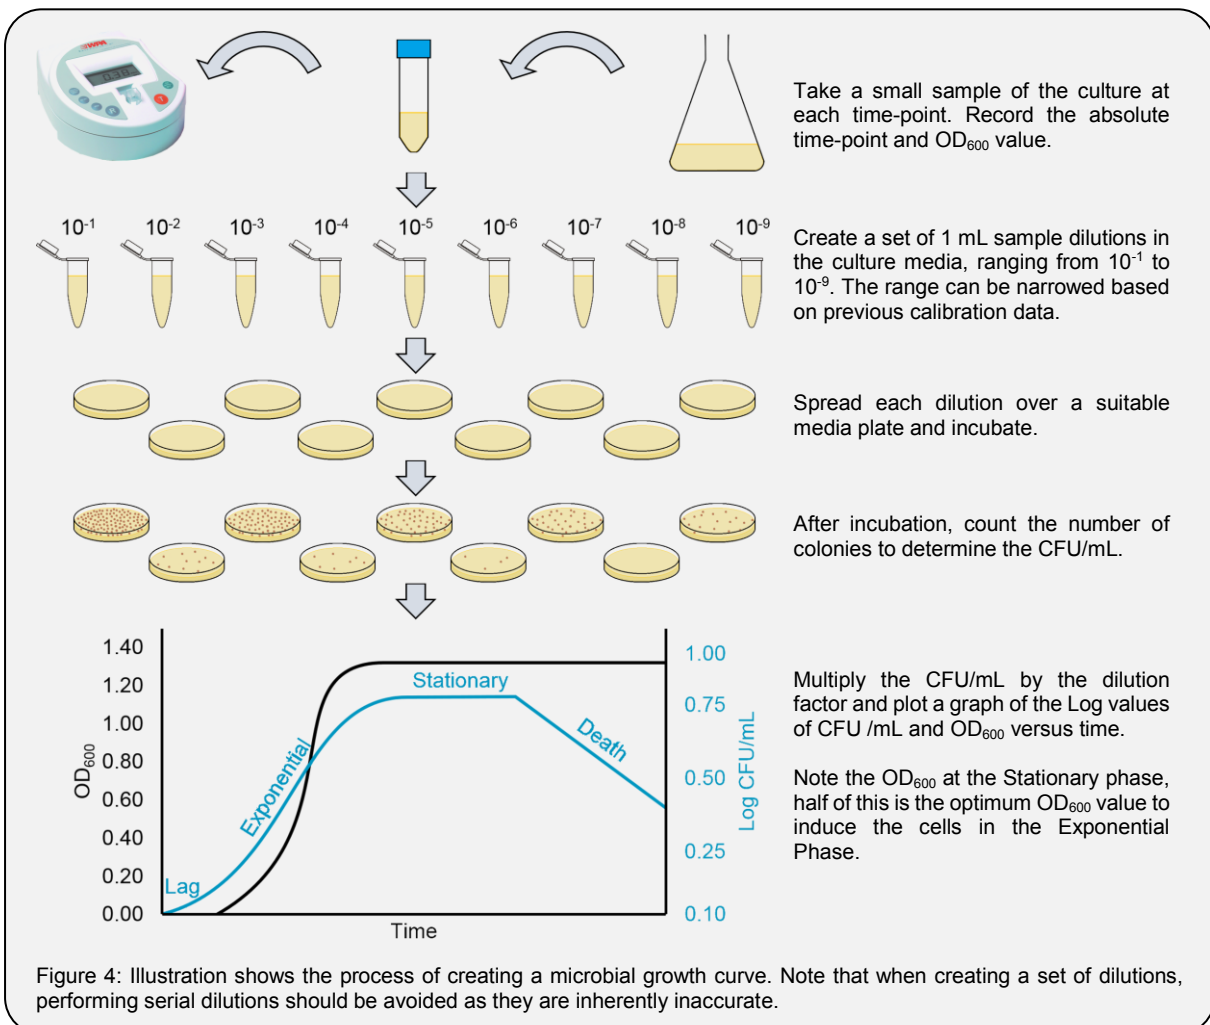 Take a small sample of the culture at
each time-point. Record the absolute
time-point and OD600 value.
10-1 10-2 10-3 10-4 10-5 10-6 10-7 10-8 10-9
Create a set of 1 mL sample dilutions in
the culture media, ranging from 10-1 to
10-9. The range can be narrowed based
on previous calibration data.
Spread each dilution over a suitable
media plate and incubate.
After incubation, count the number of
colonies to determine the CFU/mL.
1.40
1.20
1.00
0.80
0.60
0.40
0.20
0.00
OD600
Lag
Exponential
Stationary
Death
1.00
0.75
0.50
0.25
0.10
Log CFU/mL
Time
Multiply the CFU/mL by the dilution
factor and plot a graph of the Log values
of CFU /mL and OD600 versus time.
Note the OD600 at the Stationary phase,
half of this is the optimum OD600 value to
induce the cells in the Exponential
Phase.
Figure 4: Illustration shows the process of creating a microbial growth curve. Note that when creating a set of dilutions,
performing serial dilutions should be avoided as they are inherently inaccurate.